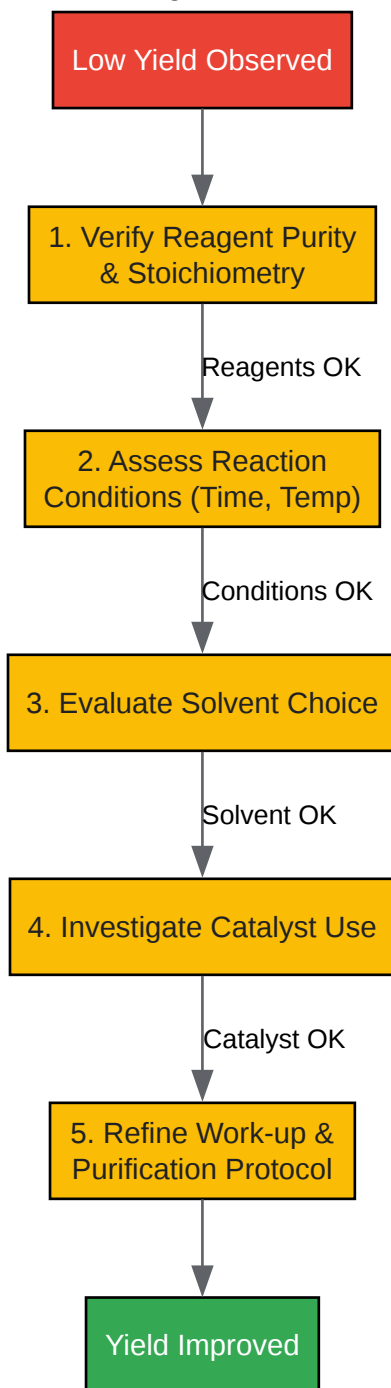 Low Yield Observed
1. Verify Reagent Purity
& Stoichiometry
Reagents OK
2. Assess Reaction
Conditions (Time, Temp)
Conditions OK
3. Evaluate Solvent Choice
Solvent OK
4. Investigate Catalyst Use
Catalyst OK
5. Refine Work-up &
Purification Protocol
Yield Improved